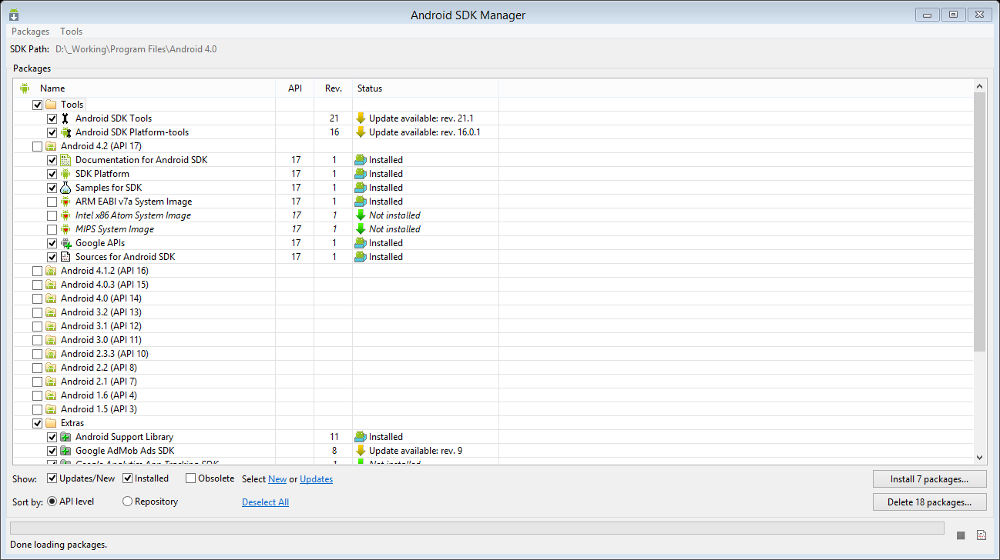 Android SDK Manager
Packages Tools
SDK Path: D:\_Working\Program Files\Android 4.0
Packages
Name API Rev. Status
Tools
Android SDK Tools 21 Update available: rev. 21.1
Android SDK Platform-tools 16 Update available: rev. 16.0.1
Android 4.2 (API 17)
Documentation for Android SDK 17 1 Installed
SDK Platform 17 1 Installed
Samples for SDK 17 1 Installed
ARM EABI v7a System Image 17 1 Installed
Intel x86 Atom System Image 17 1 Not installed
MIPS System Image 17 1 Not installed
Google APIs 17 1 Installed
Sources for Android SDK 17 1 Installed
Android 4.1.2 (API 16)
Android 4.0.3 (API 15)
Android 4.0 (API 14)
Android 3.2 (API 13)
Android 3.1 (API 12)
Android 3.0 (API 11)
Android 2.3.3 (API 10)
Android 2.2 (API 8)
Android 2.1 (API 7)
Android 1.6 (API 4)
Android 1.5 (API 3)
Extras
Android Support Library 11 Installed
Google AdMob Ads SDK 8 Update available: rev. 9
Google Analytics App Tracking SDK 1 Not installed
Show: Updates/New Installed Obsolete Select New or Updates Install 7 packages...
Sort by: API level Repository Deselect All Delete 18 packages...
Done loading packages.